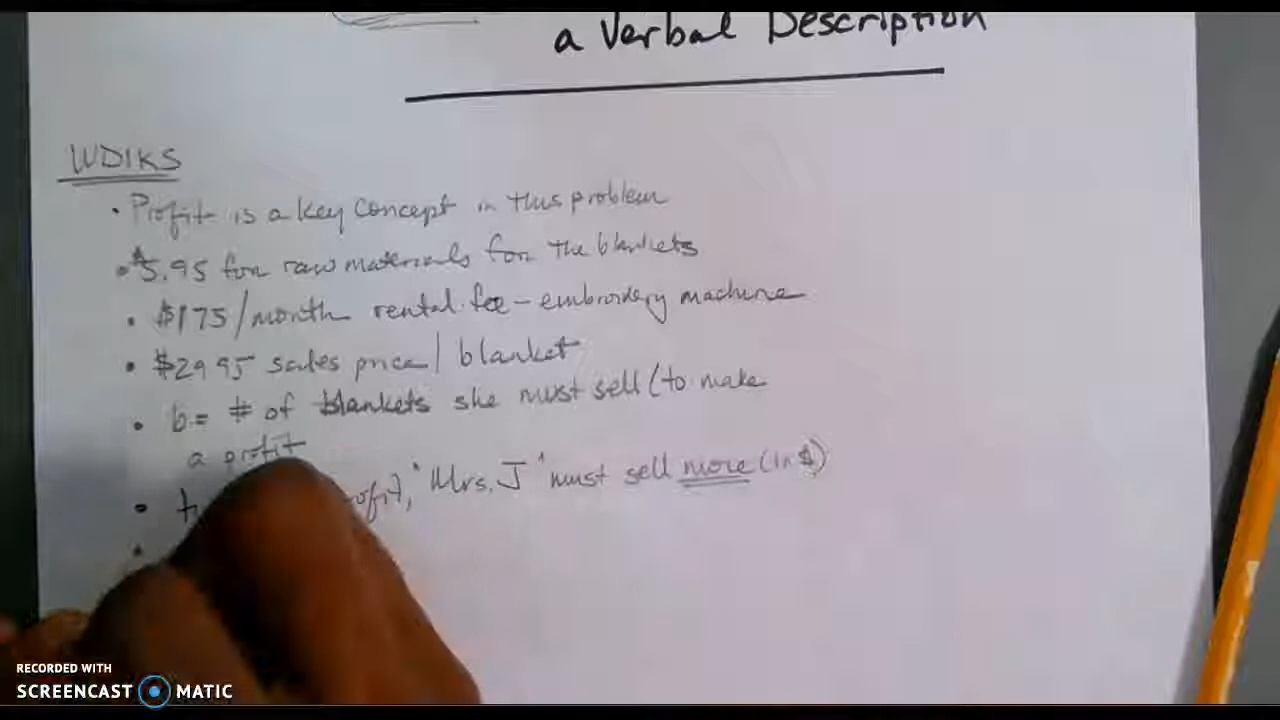 a Verbal Description
WDIKS
• Profit is a key concept in this problem
• $5.95 for raw materials for the blankets
• $175/month rental fee - embroidery machine
• $29.95 sales price/blanket
• b = # of blankets she must sell (to make
a profit
• profit, "Mrs. J" must sell more (in $)
RECORDED WITH
SCREENCAST MATIC